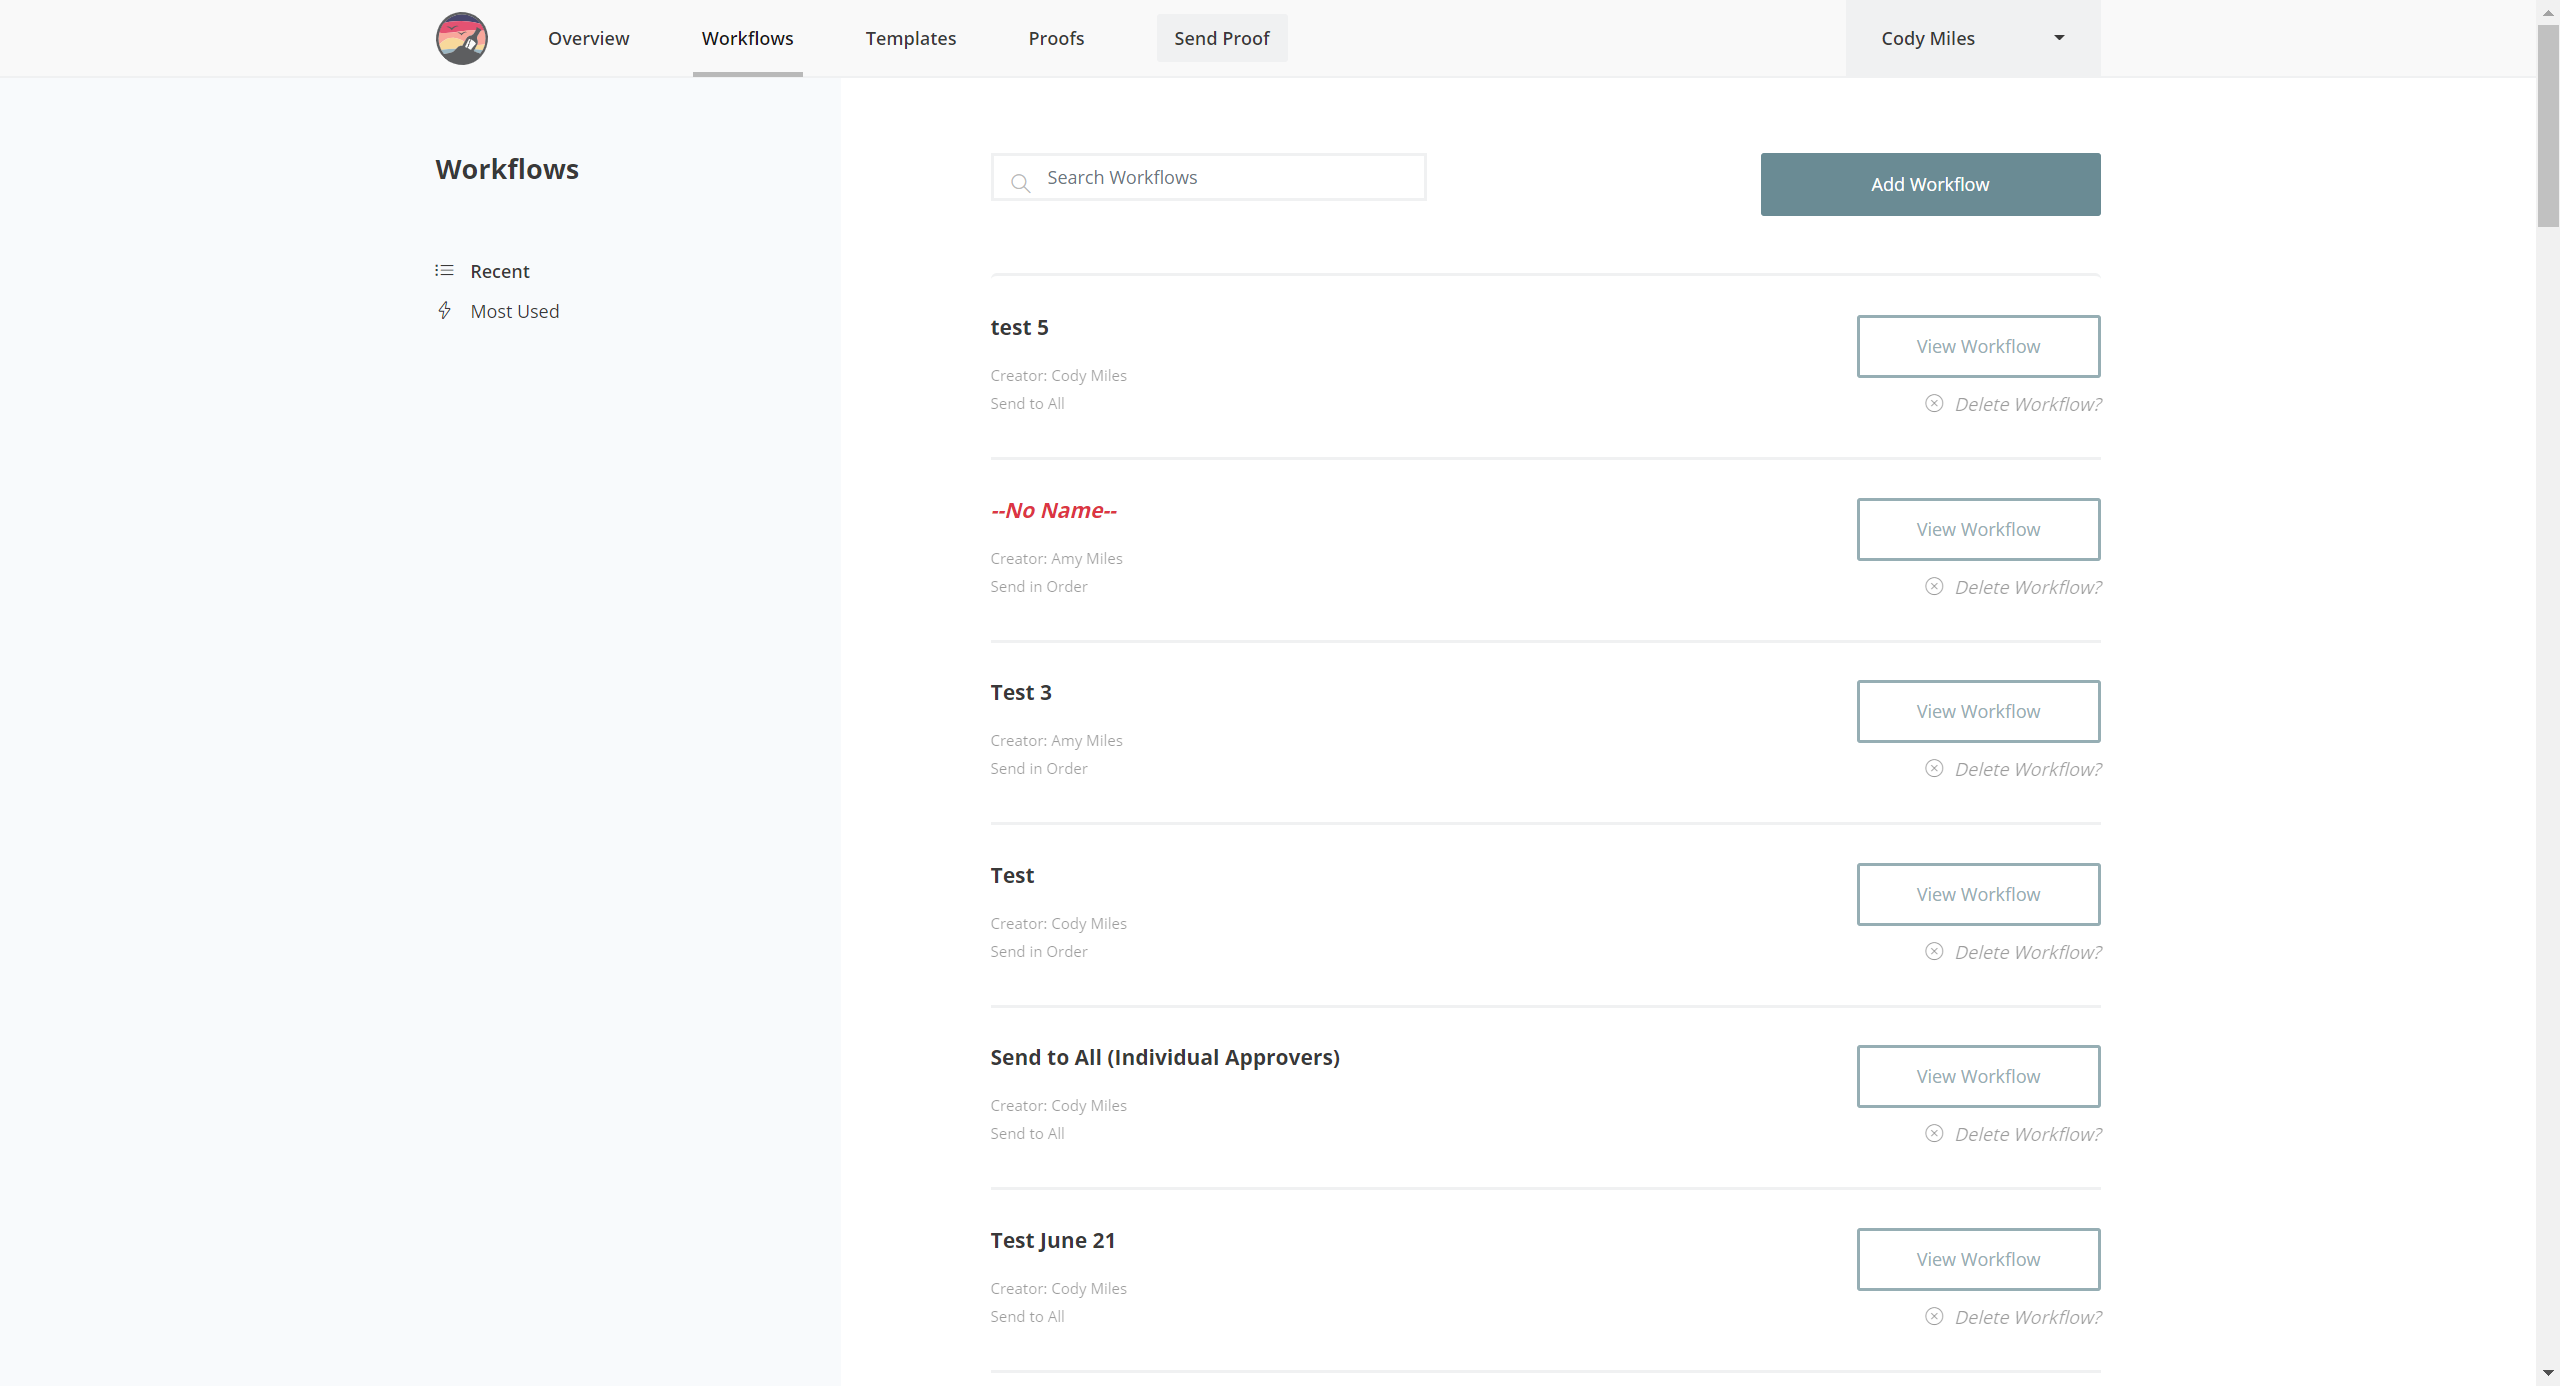 Overview
Workflows
Templates
Proofs
Send Proof
Cody Miles
Workflows
Recent
Most Used
Search Workflows
Add Workflow
test 5
Creator: Cody Miles
Send to All
View Workflow
Delete Workflow?
--No Name--
Creator: Amy Miles
Send in Order
View Workflow
Delete Workflow?
Test 3
Creator: Amy Miles
Send in Order
View Workflow
Delete Workflow?
Test
Creator: Cody Miles
Send in Order
View Workflow
Delete Workflow?
Send to All (Individual Approvers)
Creator: Cody Miles
Send to All
View Workflow
Delete Workflow?
Test June 21
Creator: Cody Miles
Send to All
View Workflow
Delete Workflow?